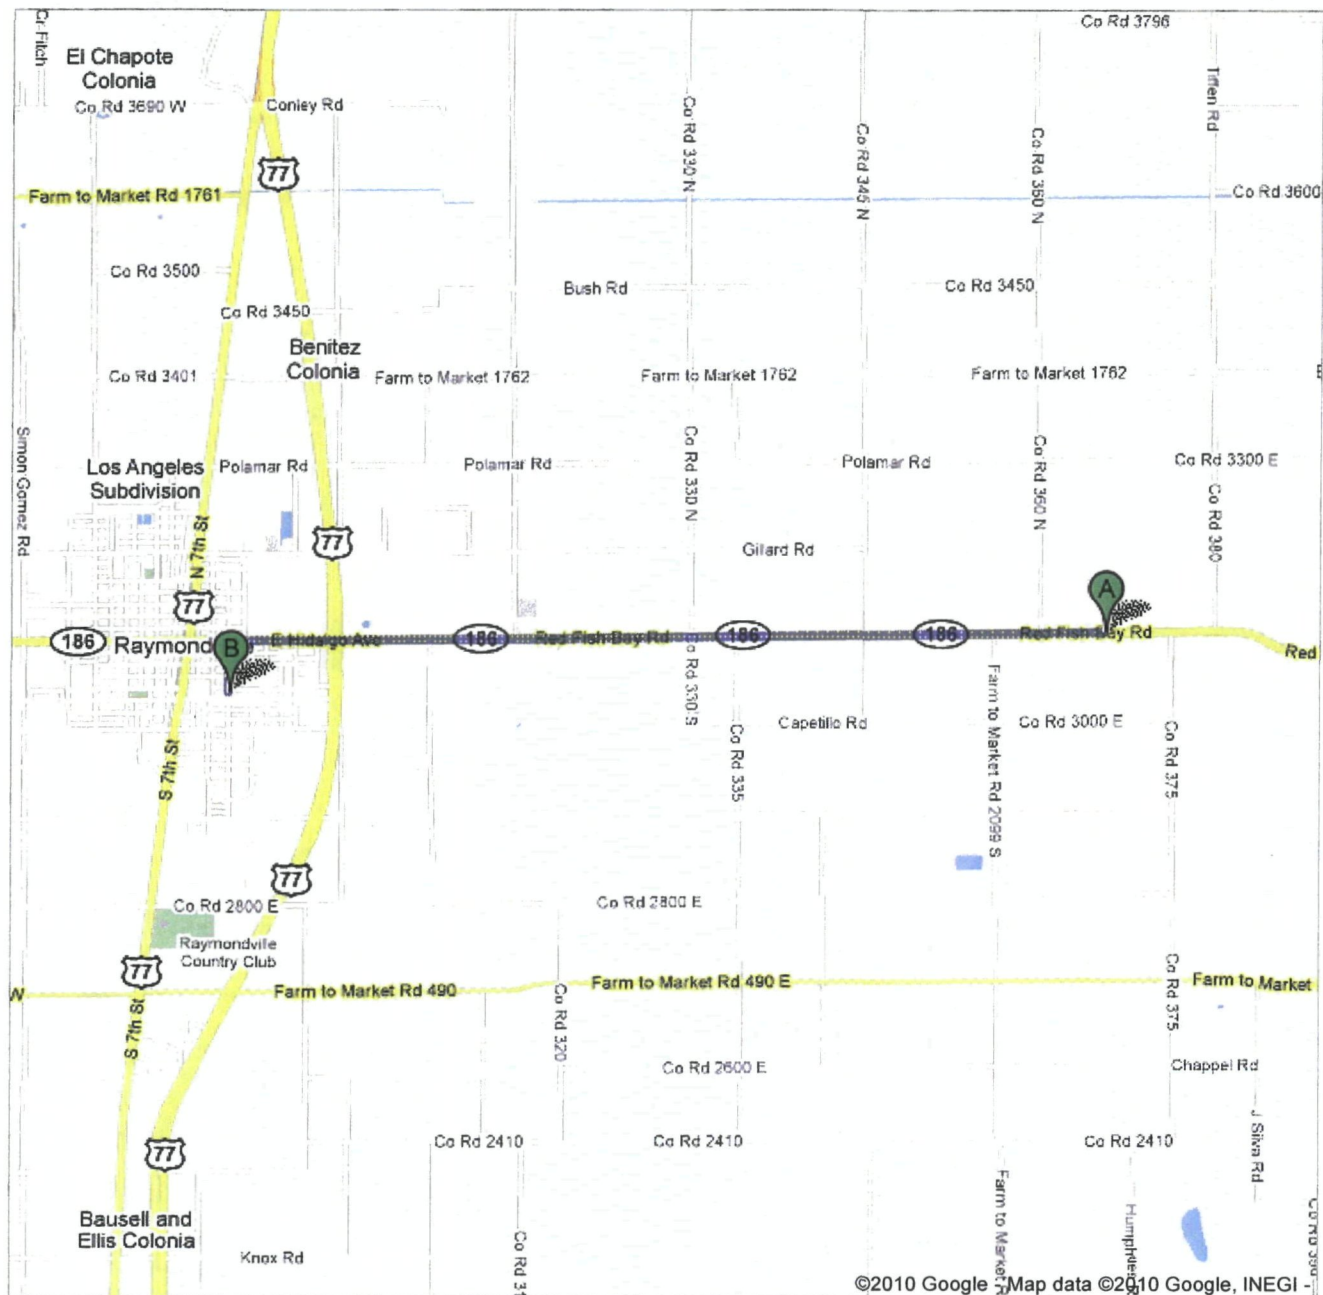 Cr-Fitch
El Chapote
Colonia
Co Rd 3796
Co Rd 3690 W
Conley Rd
Co Rd 330 N
Co Rd 345 N
Co Rd 360 N
Tiffen Rd
77
Farm to Market Rd 1761
Co Rd 3600
Co Rd 3500
Bush Rd
Co Rd 3450
Co Rd 3450
Benitez
Colonia
Co Rd 3401
Farm to Market 1762
Farm to Market 1762
Farm to Market 1762
E
Simon Gomez Rd
Los Angeles
Subdivision
Polamar Rd
Polamar Rd
Co Rd 330 N
Polamar Rd
Co Rd 360 N
Co Rd 3300 E
Co Rd 380
N 7th St
77
Gillard Rd
A
77
186
Raymond
B
E Hidalgo Ave
186
Red Fish Bay Rd
186
186
Red Fish Bay Rd
Red
Co Rd 330 S
Capetillo Rd
Farm to Market Rd 2099 S
Co Rd 3000 E
S 7th St
Co Rd 335
Co Rd 375
77
Co Rd 2800 E
Co Rd 2800 E
Raymondville
Country Club
77
W
Farm to Market Rd 490
Farm to Market Rd 490 E
Farm to Market
S 7th St
Co Rd 320
Co Rd 375
Co Rd 2600 E
Chappel Rd
Co Rd 2410
Co Rd 2410
Co Rd 2410
J Silva Rd
77
Farm to Market R
Bausell and
Ellis Colonia
Knox Rd
Co Rd 31
©2010 Google - Map data ©2010 Google, INEGI -